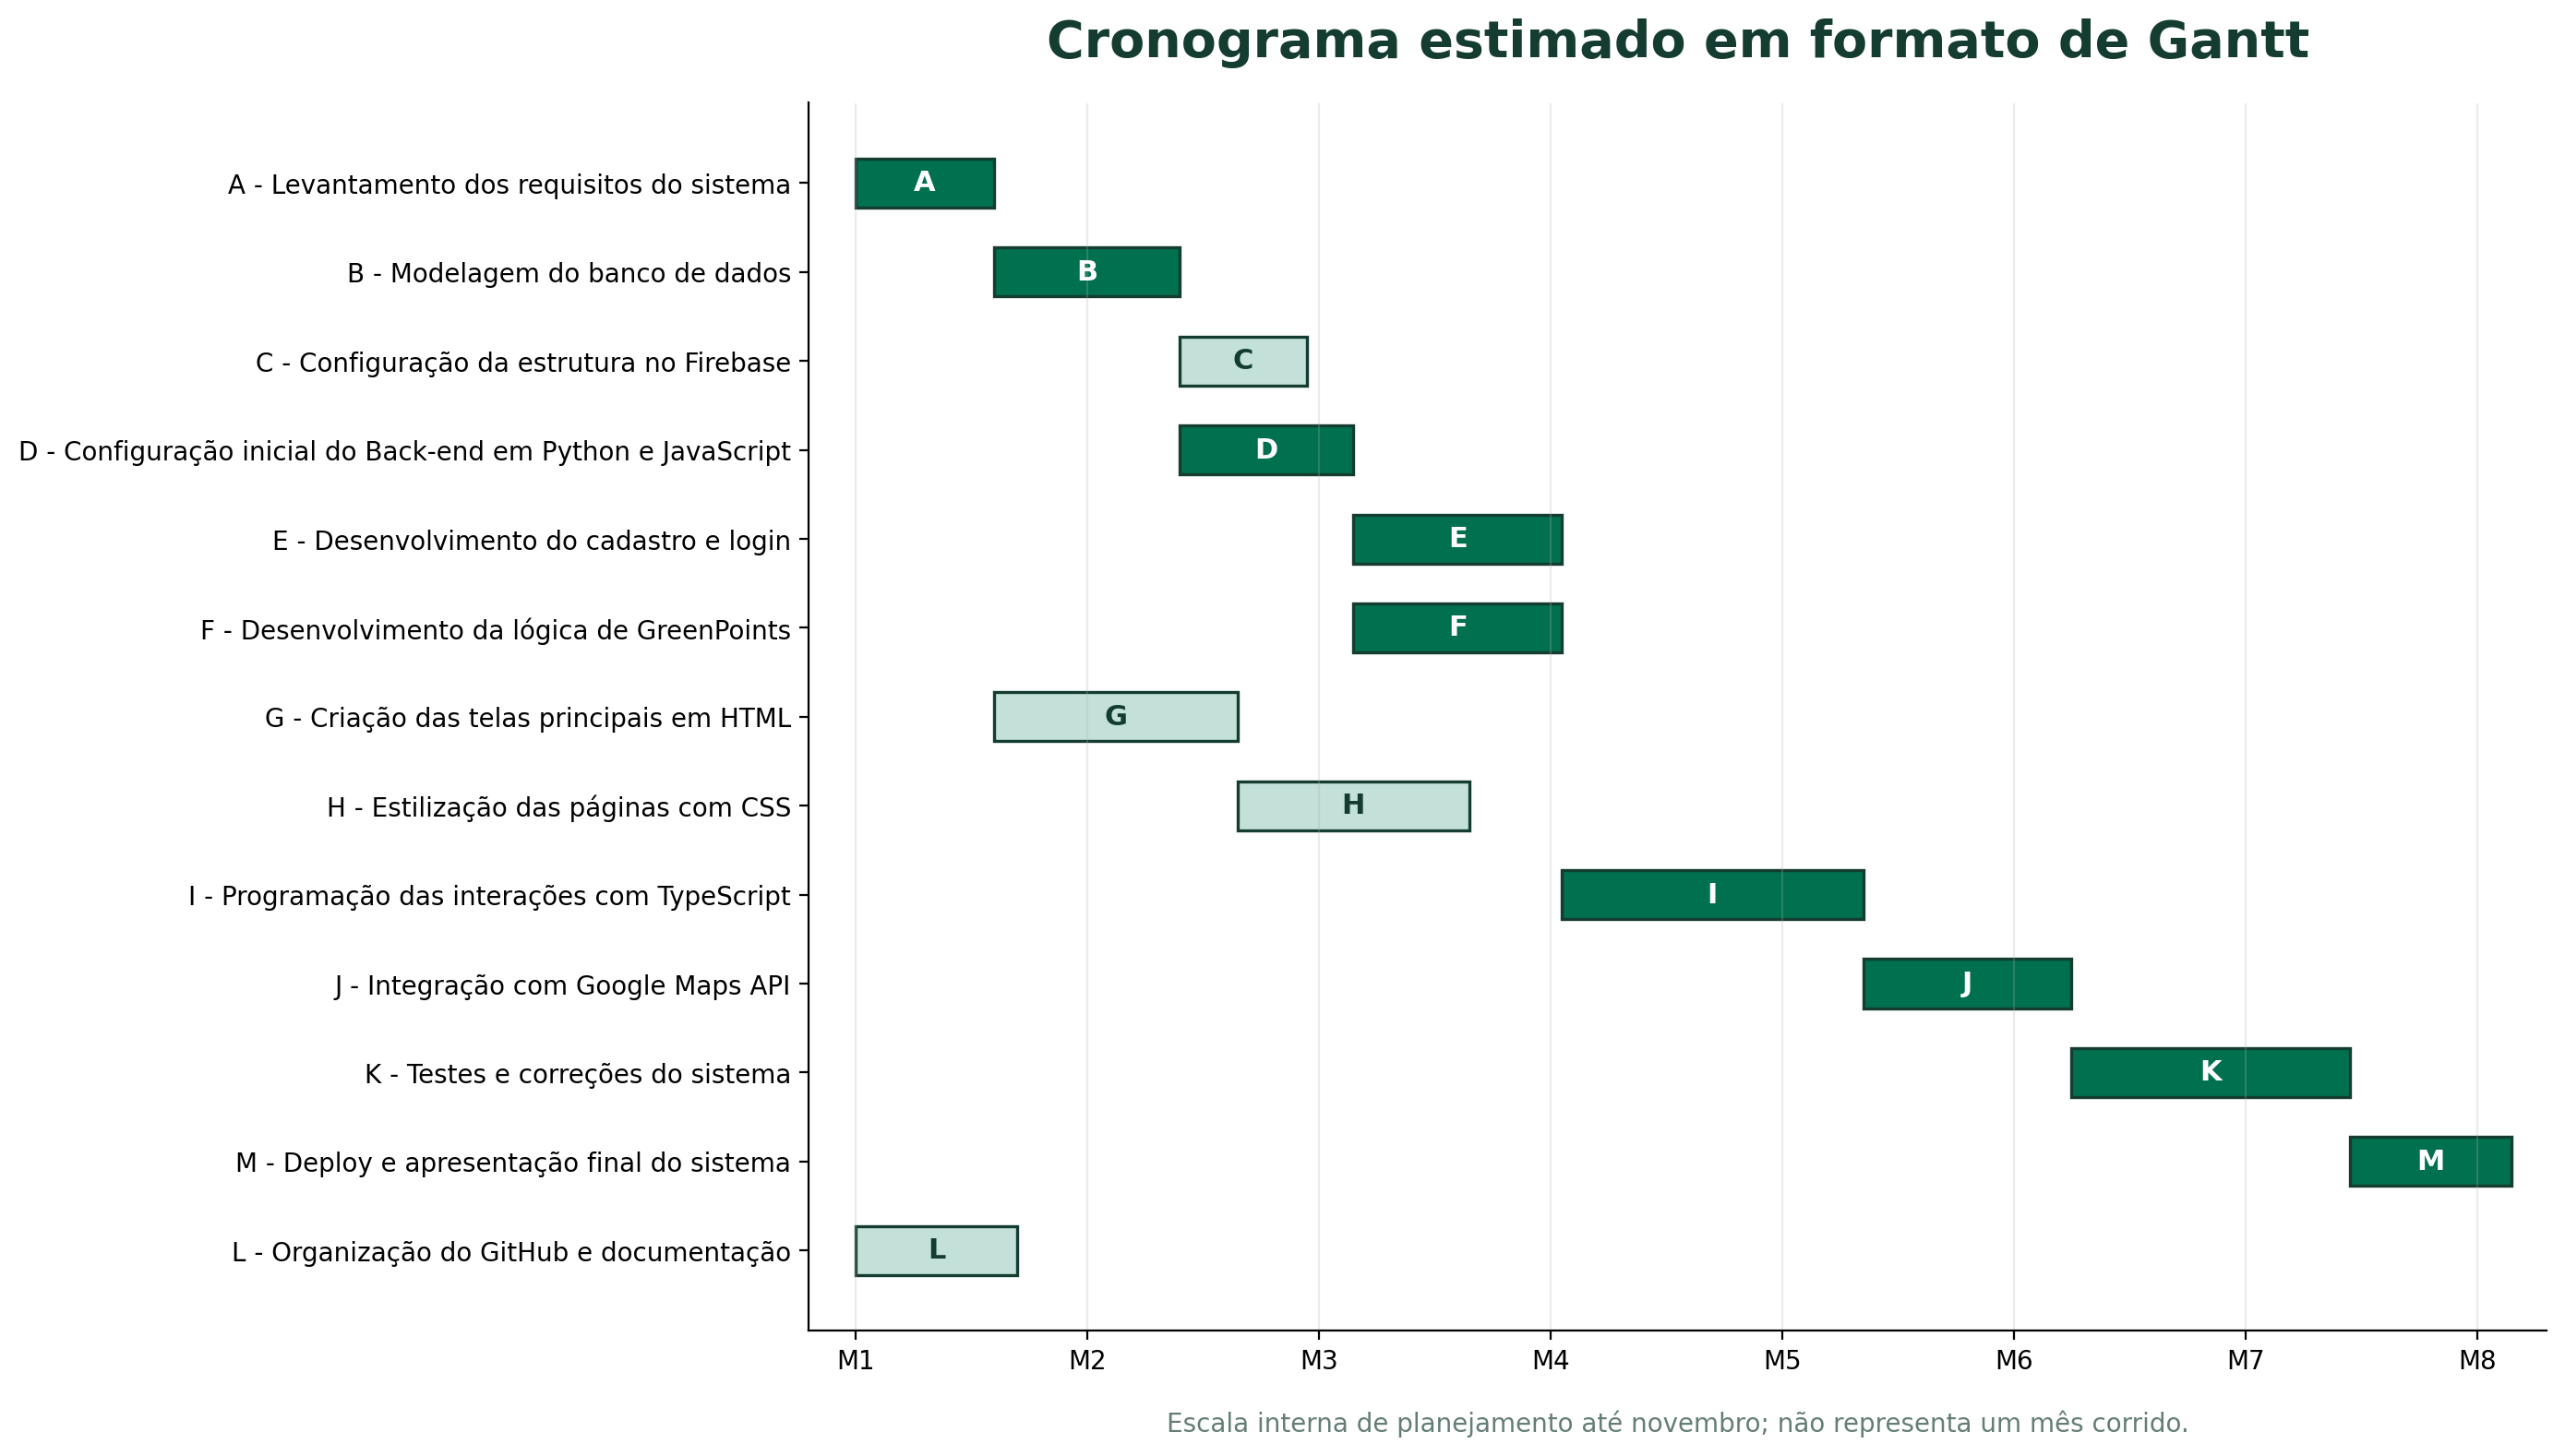 Cronograma estimado em formato de Gantt
A - Levantamento dos requisitos do sistema
A
B - Modelagem do banco de dados
B
C - Configuração da estrutura no Firebase
C
D - Configuração inicial do Back-end em Python e JavaScript
D
E - Desenvolvimento do cadastro e login
E
F - Desenvolvimento da lógica de GreenPoints
F
G - Criação das telas principais em HTML
G
H - Estilização das páginas com CSS
H
I - Programação das interações com TypeScript
I
J - Integração com Google Maps API
J
K - Testes e correções do sistema
K
M - Deploy e apresentação final do sistema
M
L - Organização do GitHub e documentação
L
M1 M2 M3 M4 M5 M6 M7 M8
Escala interna de planejamento até novembro; não representa um mês corrido.